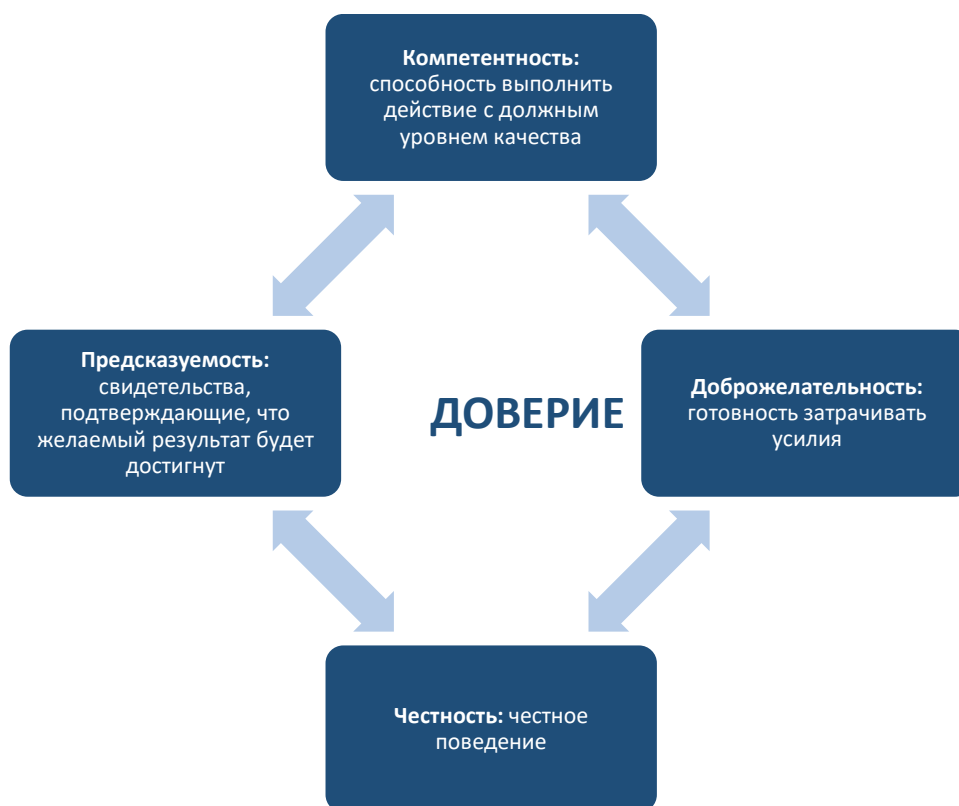 Компетентность:
способность выполнить
действие с должным
уровнем качества
Предсказуемость:
свидетельства,
подтверждающие, что
желаемый результат будет
достигнут
ДОВЕРИЕ
Доброжелательность:
готовность затрачивать
усилия
Честность: честное
поведение